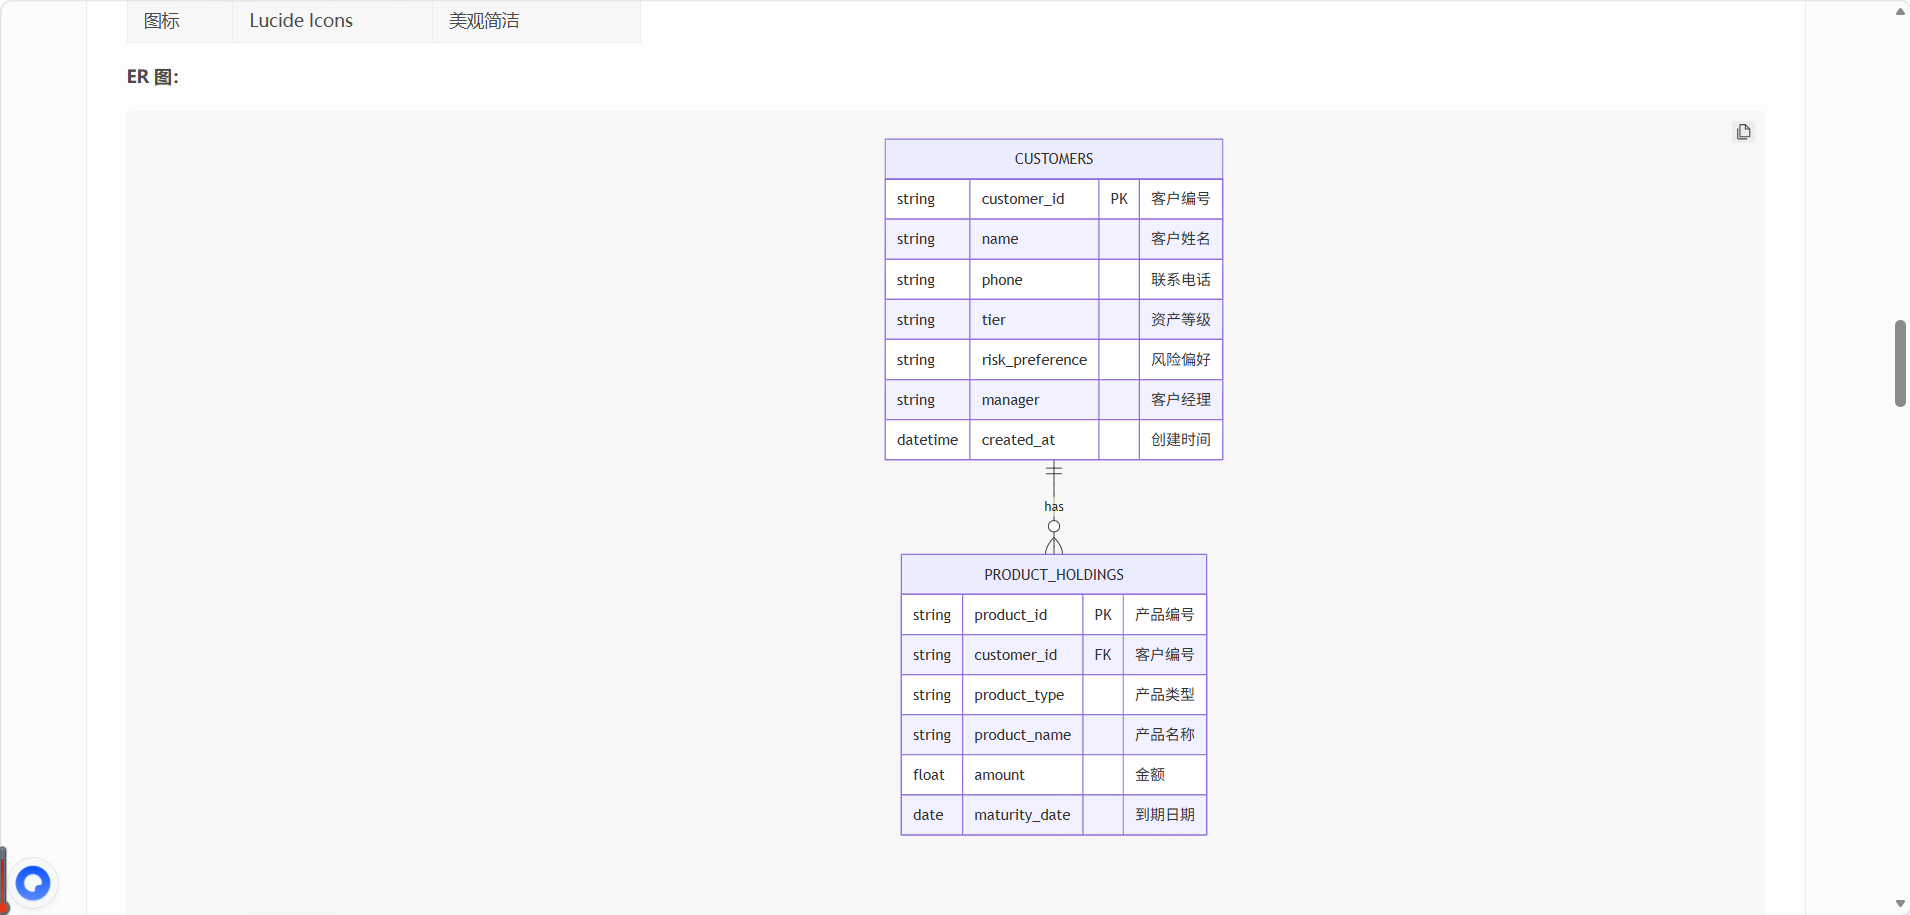 图标 Lucide Icons 美观简洁
ER 图：
CUSTOMERS
string customer_id PK 客户编号
string name 客户姓名
string phone 联系电话
string tier 资产等级
string risk_preference 风险偏好
string manager 客户经理
datetime created_at 创建时间
has
PRODUCT_HOLDINGS
string product_id PK 产品编号
string customer_id FK 客户编号
string product_type 产品类型
string product_name 产品名称
float amount 金额
date maturity_date 到期日期